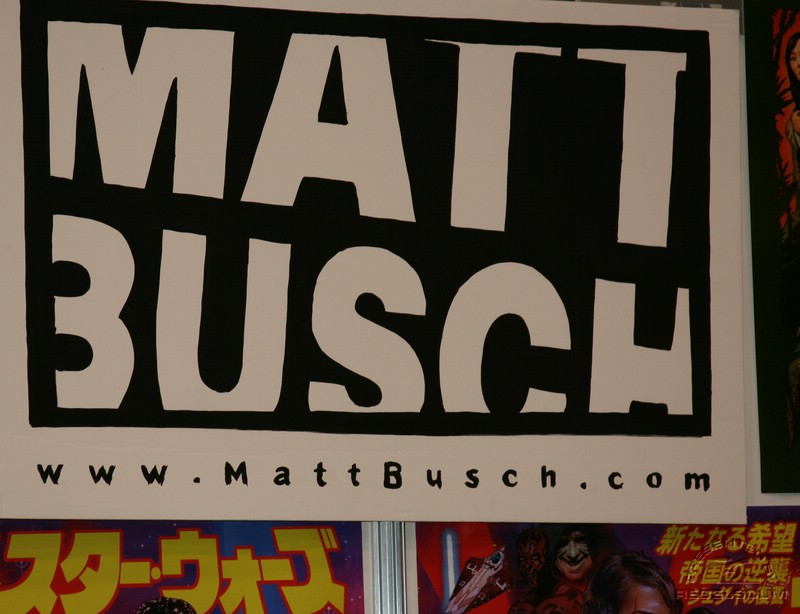 MATT
BUSCH
www.MattBusch.com
スター・ウォーズ
新たなる希望
帝国の逆襲